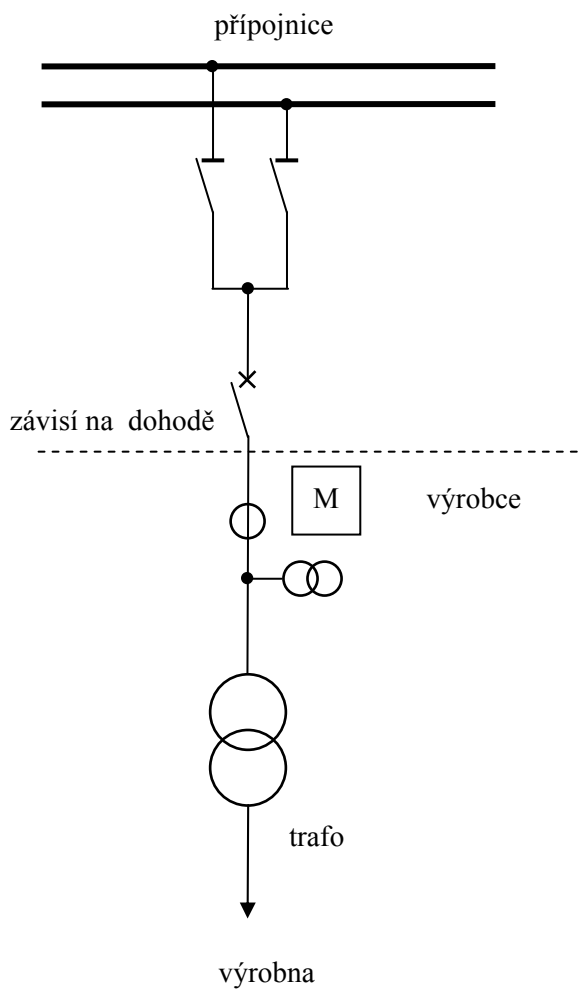 přípojnice
závisí na dohodě
M
výrobce
trafo
výrobna